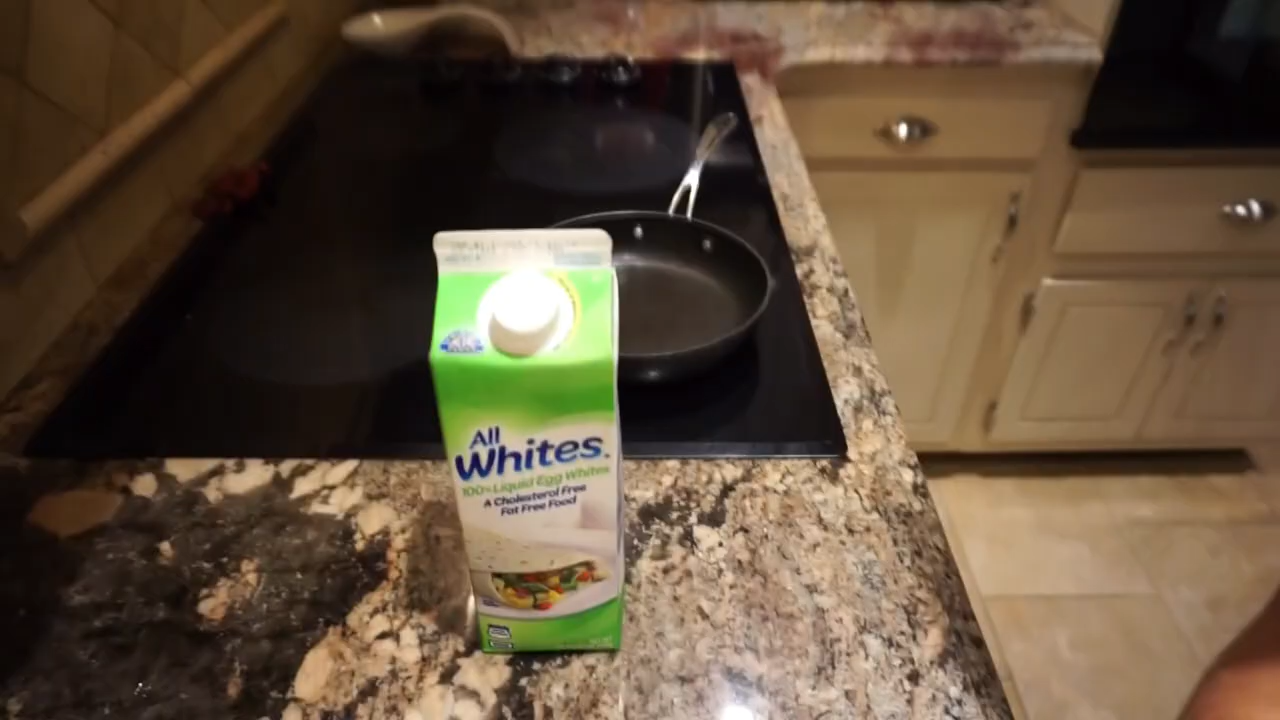 All
Whites.
100% Liquid Egg Whites
A Cholesterol Free
Fat Free Food